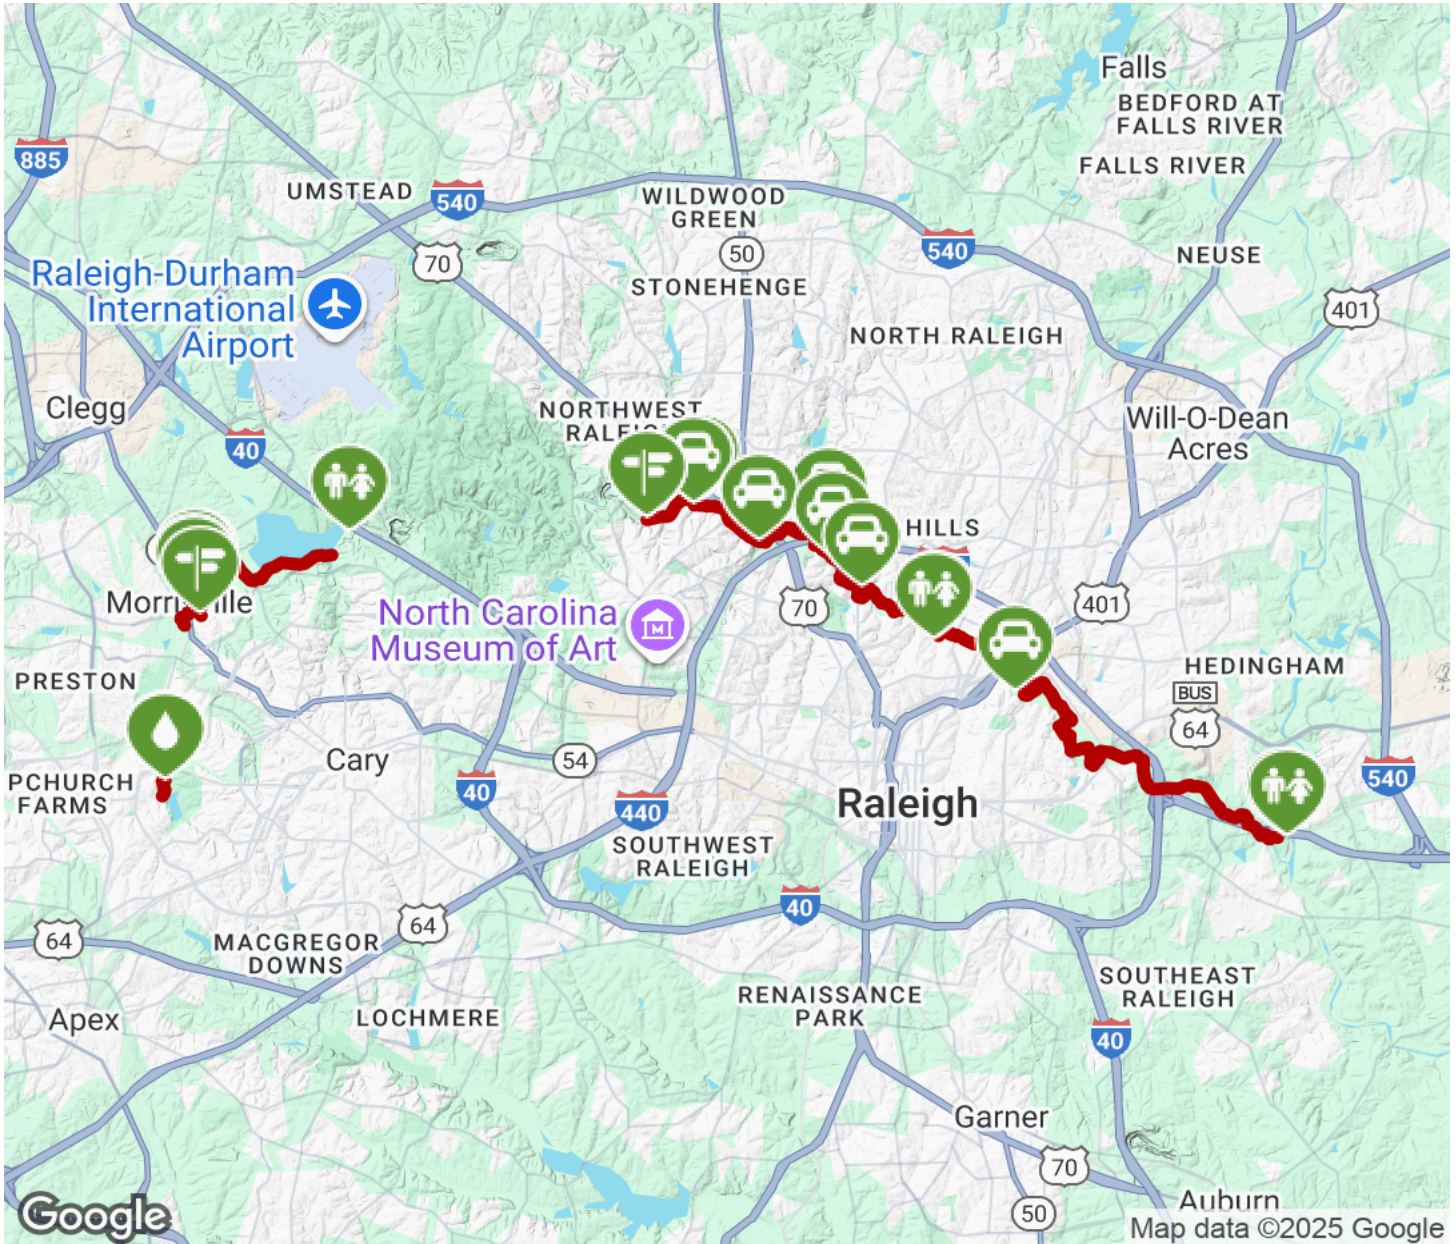 Falls
BEDFORD AT
FALLS RIVER
885
FALLS RIVER
UMSTEAD
540
WILDWOOD
GREEN
540
50
NEUSE
70
Raleigh-Durham
International
Airport
STONEHENGE
401
NORTH RALEIGH
Clegg
NORTHWEST
Will-O-Dean
Acres
40
HILLS
North Carolina
Museum of Art
M
70
401
PRESTON
HEDINGHAM
BUS
64
Cary
54
PCHURCH
FARMS
40
540
440
Raleigh
SOUTHWEST
RALEIGH
40
64
64
MACGREGOR
DOWNS
SOUTHEAST
RALEIGH
RENAISSANCE
PARK
Apex
LOCHMERE
40
Garner
70
Auburn
50
Google
Map data ©2025 Google